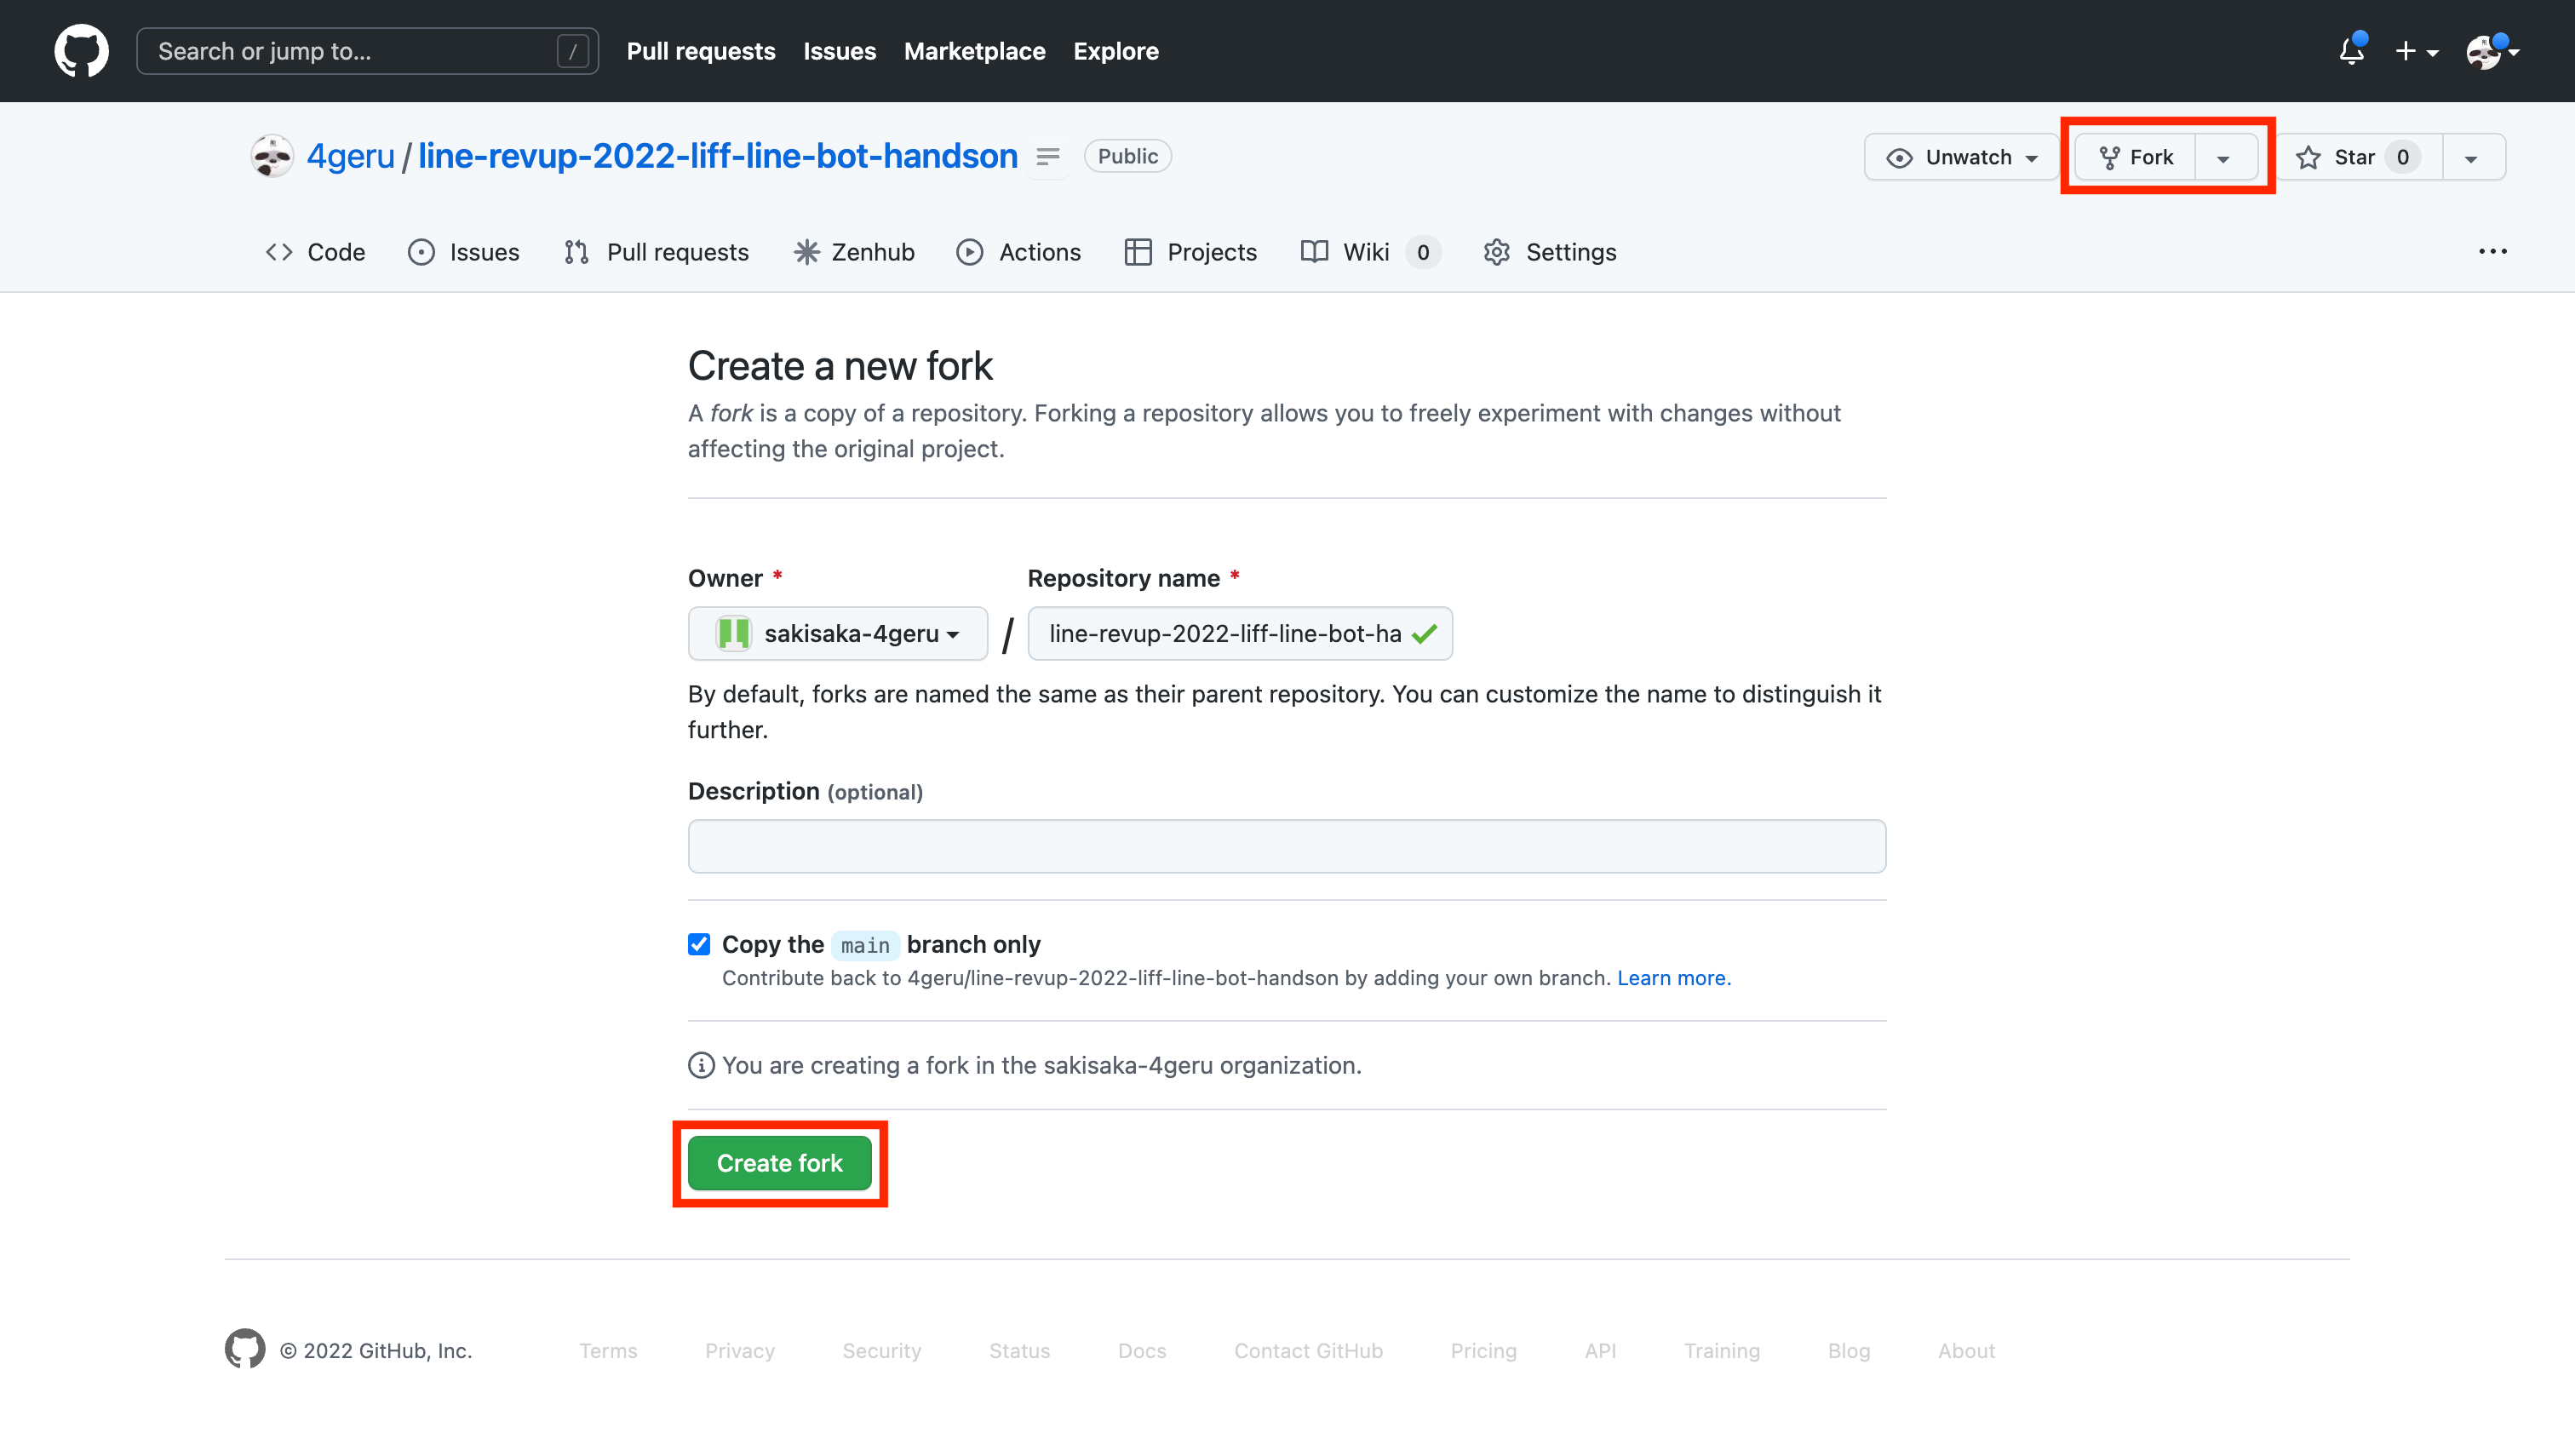 Search or jump to... / Pull requests Issues Marketplace Explore
4geru / line-revup-2022-liff-line-bot-handson Public Unwatch Fork Star 0
Code Issues Pull requests Zenhub Actions Projects Wiki 0 Settings
Create a new fork
A fork is a copy of a repository. Forking a repository allows you to freely experiment with changes without
affecting the original project.
Owner * Repository name *
sakisaka-4geru / line-revup-2022-liff-line-bot-ha
By default, forks are named the same as their parent repository. You can customize the name to distinguish it
further.
Description (optional)
Copy the main branch only
Contribute back to 4geru/line-revup-2022-liff-line-bot-handson by adding your own branch. Learn more.
You are creating a fork in the sakisaka-4geru organization.
Create fork
© 2022 GitHub, Inc. Terms Privacy Security Status Docs Contact GitHub Pricing API Training Blog About